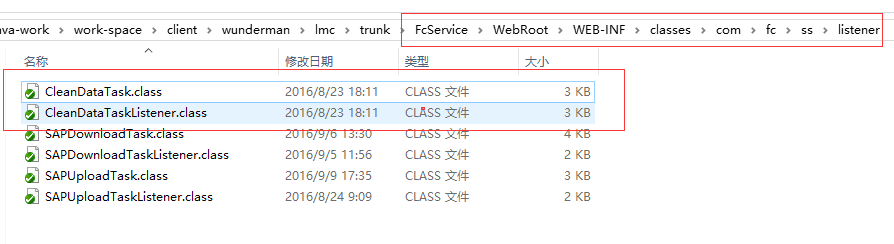 ava-work › work-space › client › wunderman › lmc › trunk › FcService › WebRoot › WEB-INF › classes › com › fc › ss › listener
名称 修改日期 类型 大小
CleanDataTask.class 2016/8/23 18:11 CLASS 文件 3 KB
CleanDataTaskListener.class 2016/8/23 18:11 CLASS 文件 3 KB
SAPDownloadTask.class 2016/9/6 13:30 CLASS 文件 4 KB
SAPDownloadTaskListener.class 2016/9/5 11:56 CLASS 文件 2 KB
SAPUploadTask.class 2016/9/9 17:35 CLASS 文件 3 KB
SAPUploadTaskListener.class 2016/8/24 9:09 CLASS 文件 2 KB